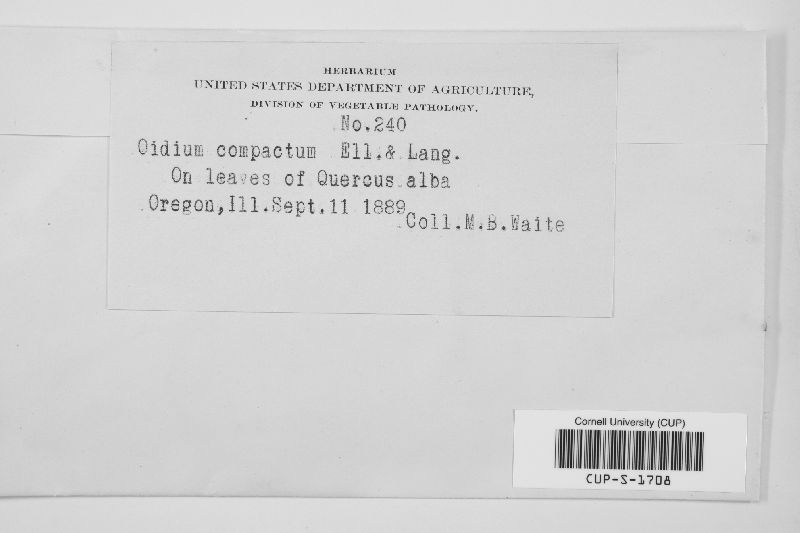 HERBARIUM
UNITED STATES DEPARTMENT OF AGRICULTURE,
DIVISION OF VEGETABLE PATHOLOGY.
No.240
Oidium compactum Ell.& Lang.
On leaves of Quercus alba
Oregon,Ill.Sept.11 1889
Coll.M.B.Waite
Cornell University (CUP)
CUP-S-1708